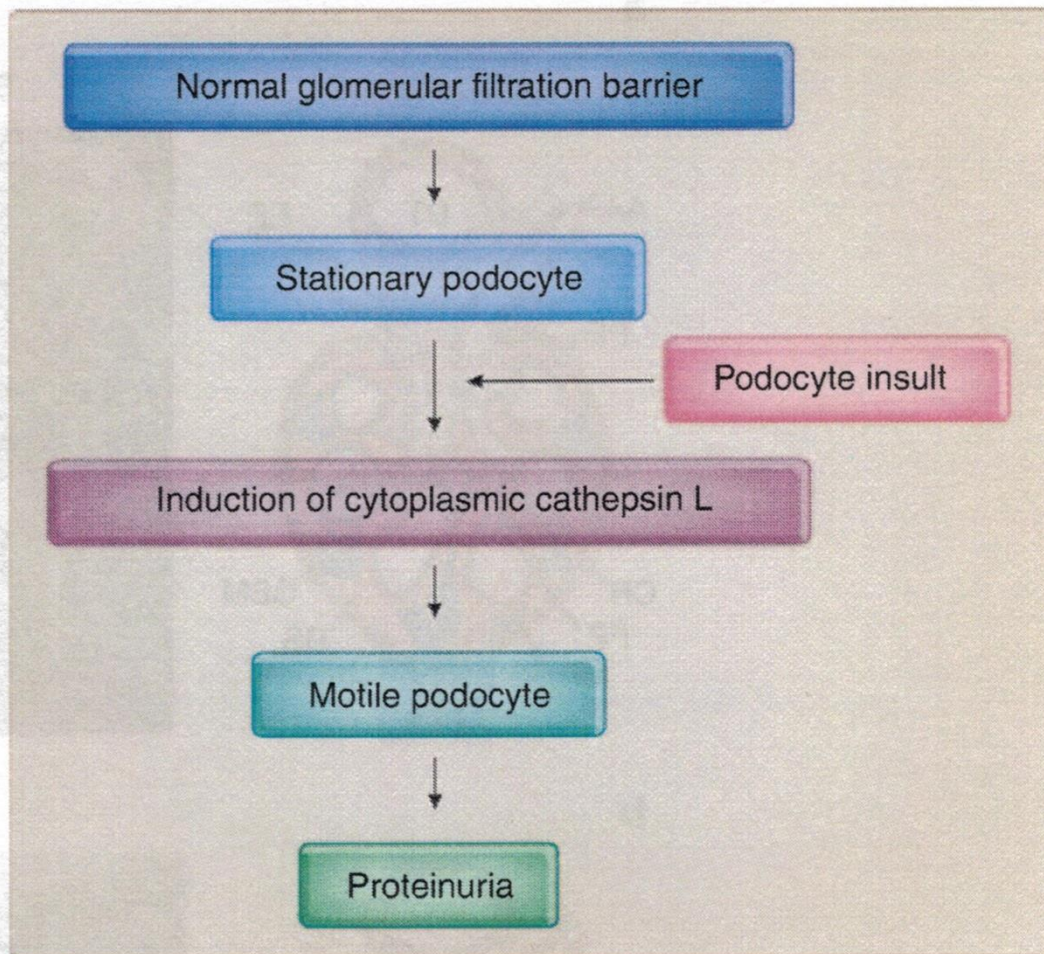 Normal glomerular filtration barrier
Stationary podocyte
Podocyte insult
Induction of cytoplasmic cathepsin L
Motile podocyte
Proteinuria